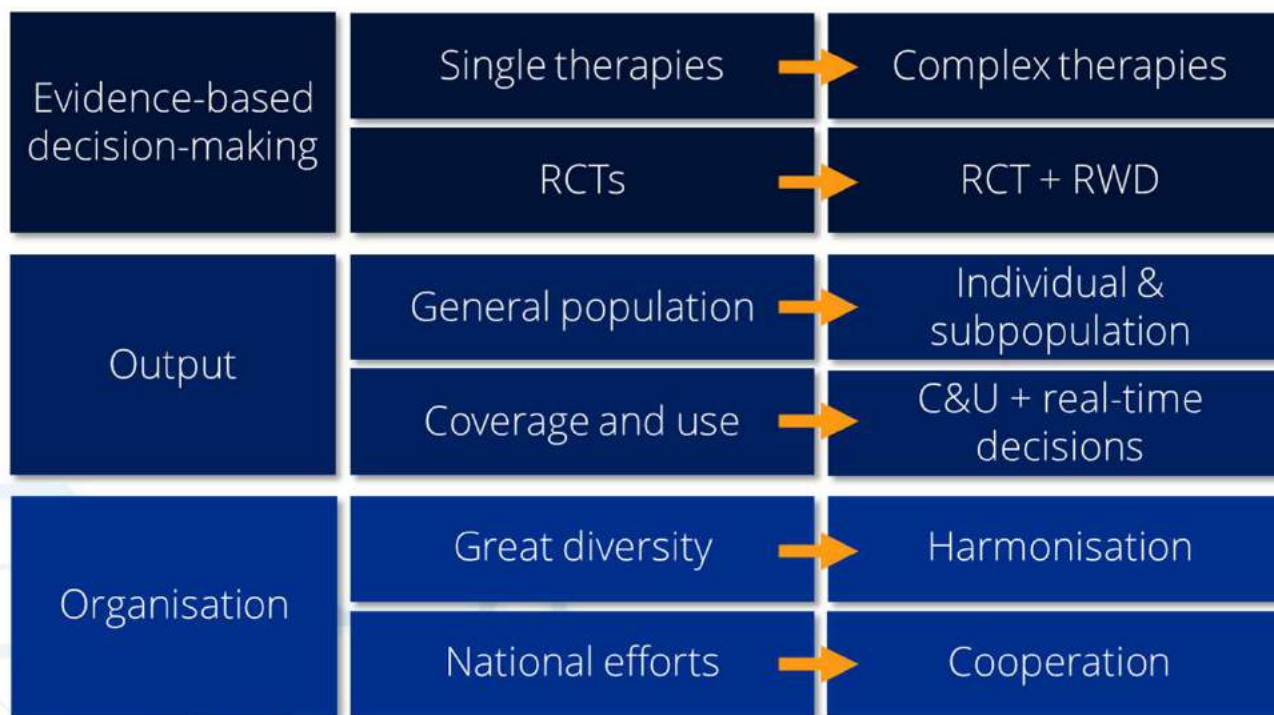 Evidence-based
decision-making
Single therapies
Complex therapies
RCTs
RCT + RWD
Output
General population
Individual &
subpopulation
Coverage and use
C&U + real-time
decisions
Organisation
Great diversity
Harmonisation
National efforts
Cooperation